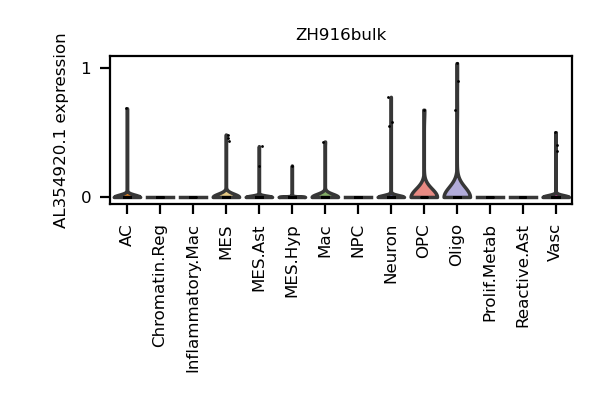 ZH916bulk
AL354920.1 expression
1
0
AC
Chromatin.Reg
Inflammatory.Mac
MES
MES.Ast
MES.Hyp
Mac
NPC
Neuron
OPC
Oligo
Prolif.Metab
Reactive.Ast
Vasc